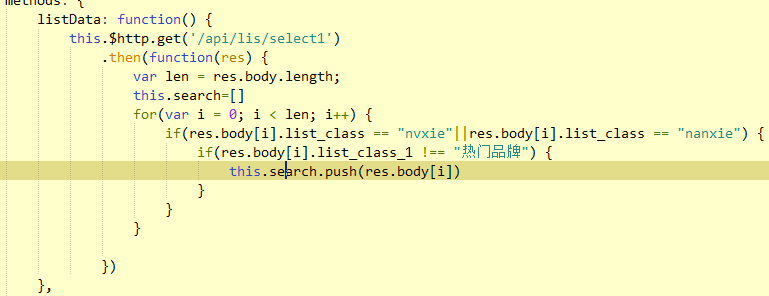 methods: {
listData: function() {
this.$http.get('/api/lis/select1')
.then(function(res) {
var len = res.body.length;
this.search=[]
for(var i = 0; i < len; i++) {
if(res.body[i].list_class == "nvxie"||res.body[i].list_class == "nanxie") {
if(res.body[i].list_class_1 !== "热门品牌") {
this.search.push(res.body[i])
}
}
}
})
},